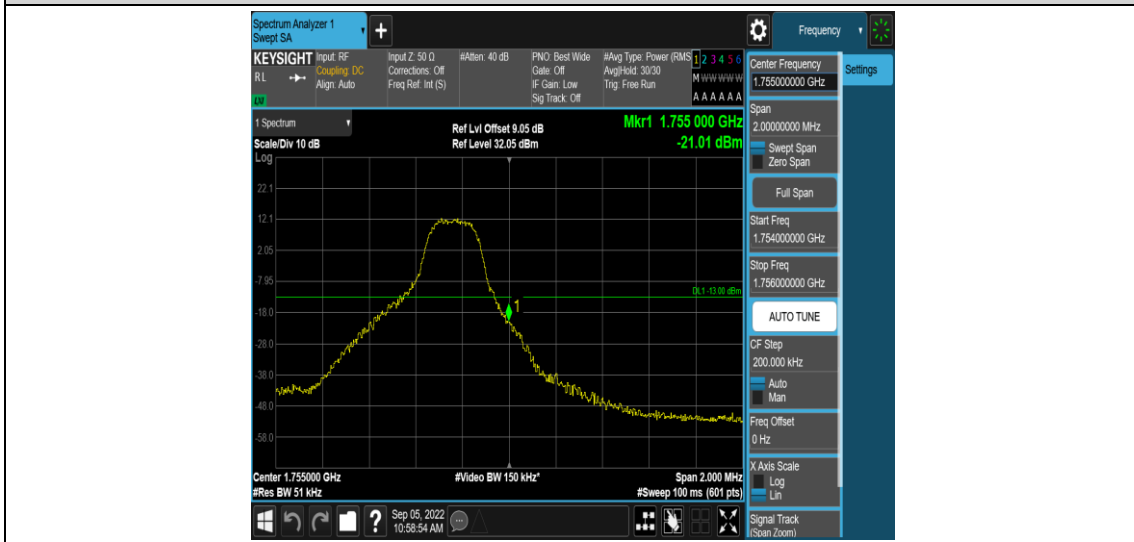 Spectrum Analyzer 1
Swept SA
+
Frequency
KEYSIGHT
RL
LXI
Input: RF
Coupling: DC
Align: Auto
Input Z: 50 Ω
Corrections: Off
Freq Ref: Int (S)
#Atten: 40 dB
PNO: Best Wide
Gate: Off
IF Gain: Low
Sig Track: Off
#Avg Type: Power (RMS
Avg|Hold: 30/30
Trig: Free Run
1 2 3 4 5 6
M W W W W W
A A A A A A
1 Spectrum
Scale/Div 10 dB
Log
Ref Lvl Offset 9.05 dB
Ref Level 32.05 dBm
Mkr1 1.755 000 GHz
-21.01 dBm
22.1
12.1
2.05
-7.95
-18.0
-28.0
-38.0
-48.0
-58.0
DL1 -13.00 dBm
1
Center 1.755000 GHz
#Res BW 51 kHz
#Video BW 150 kHz*
Span 2.000 MHz
#Sweep 100 ms (601 pts)
Center Frequency
1.755000000 GHz
Settings
Span
2.00000000 MHz
Swept Span
Zero Span
Full Span
Start Freq
1.754000000 GHz
Stop Freq
1.756000000 GHz
AUTO TUNE
CF Step
200.000 kHz
Auto
Man
Freq Offset
0 Hz
X Axis Scale
Log
Lin
Signal Track
(Span Zoom)
?
Sep 05, 2022
10:58:54 AM